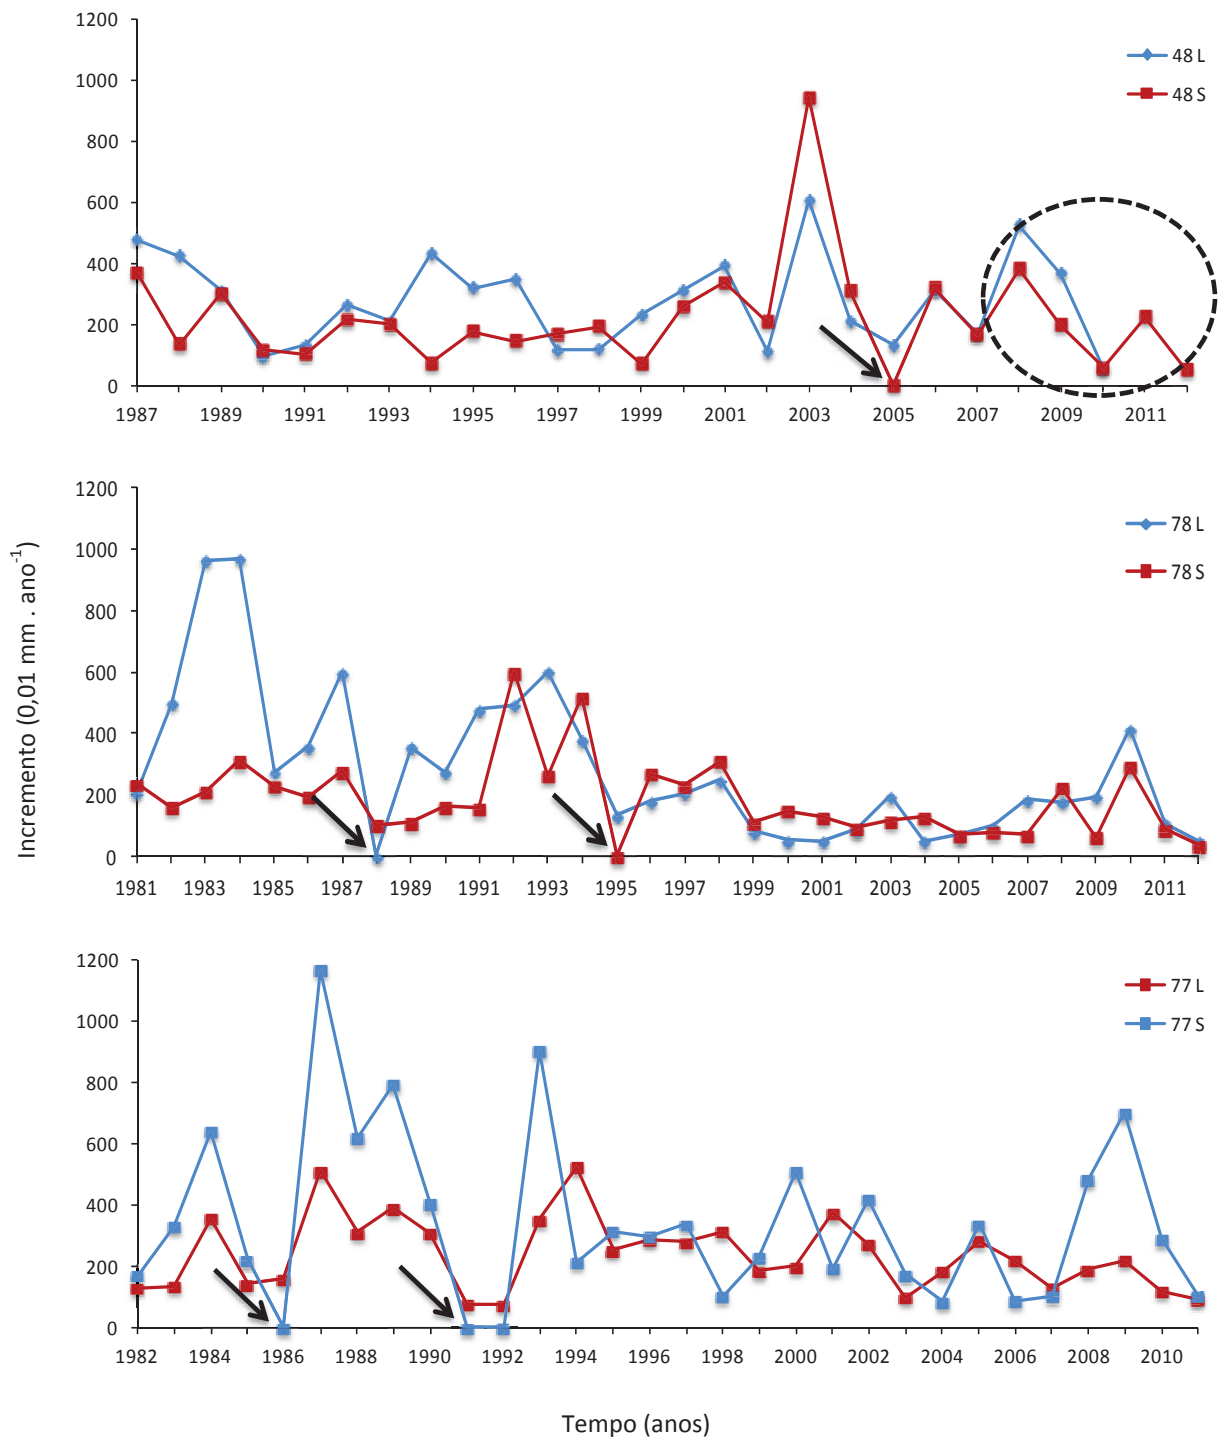 1200
1000
800
600
400
200
0
48 L
48 S
1987 1989 1991 1993 1995 1997 1999 2001 2003 2005 2007 2009 2011
Incremento (0,01 mm . ano-1)
1200
1000
800
600
400
200
0
78 L
78 S
1981 1983 1985 1987 1989 1991 1993 1995 1997 1999 2001 2003 2005 2007 2009 2011
1200
1000
800
600
400
200
0
77 L
77 S
1982 1984 1986 1988 1990 1992 1994 1996 1998 2000 2002 2004 2006 2008 2010
Tempo (anos)